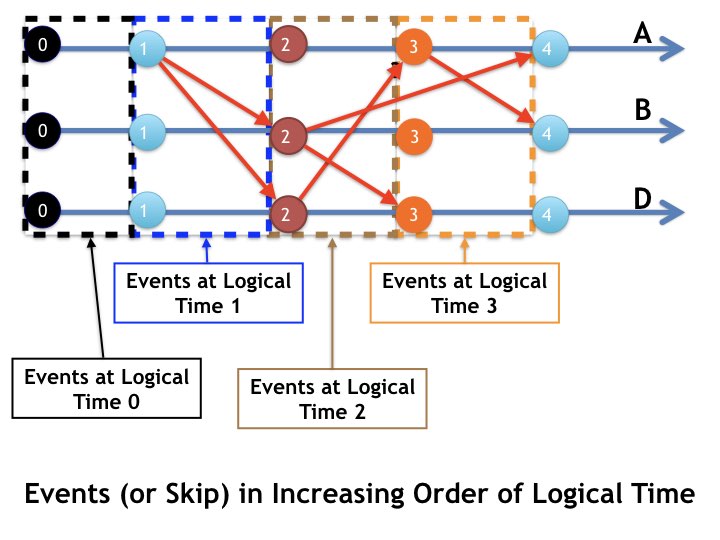 0 1 2 3 4 A
0 1 2 3 4 B
0 1 2 3 4 D
Events at Logical
Time 1
Events at Logical
Time 3
Events at Logical
Time 0
Events at Logical
Time 2
Events (or Skip) in Increasing Order of Logical Time